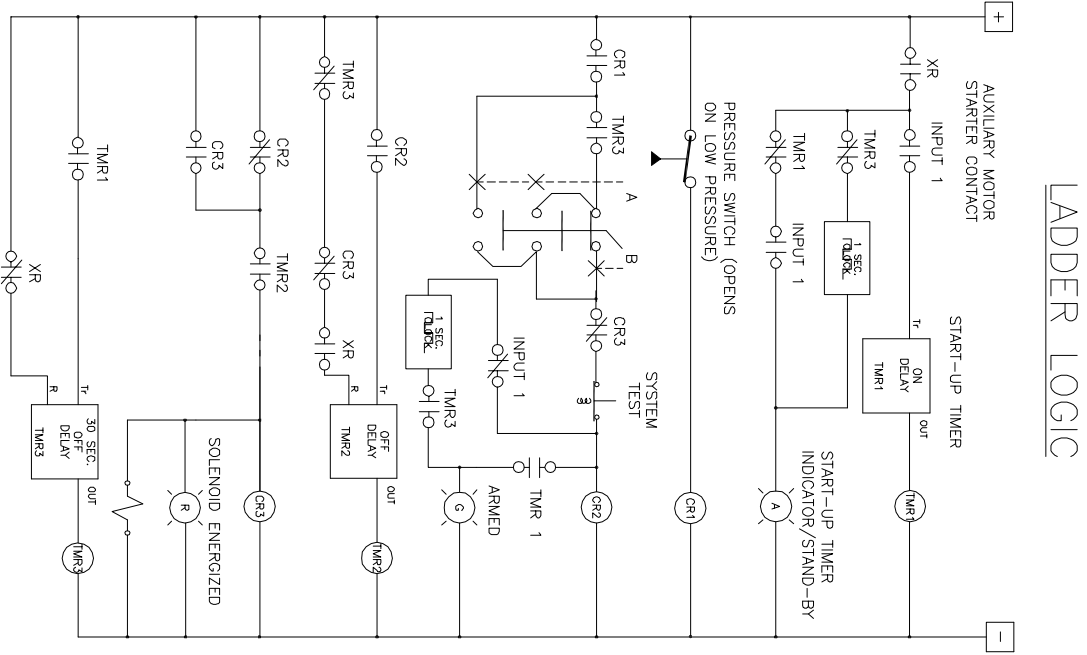 LADDER LOGIC
+
-
XR
AUXILIARY MOTOR
STARTER CONTACT
INPUT 1
Tr
ON
DELAY
TMR1
OUT
START-UP TIMER
TMR1
TMR3
1 SEC.
CLOCK
TMR1
INPUT 1
A
START-UP TIMER
INDICATOR/STAND-BY
PRESSURE SWITCH (OPENS
ON LOW PRESSURE)
CR1
CR1
TMR3
A
B
CR3
SYSTEM
TEST
CR2
INPUT 1
1 SEC.
CLOCK
TMR3
TMR 1
G
ARMED
CR2
Tr
OFF
DELAY
TMR2
OUT
TMR2
TMR3
CR3
XR
R
CR2
CR3
TMR2
CR3
R
SOLENOID ENERGIZED
TMR1
Tr
30 SEC.
OFF
DELAY
TMR3
OUT
TMR3
XR
R